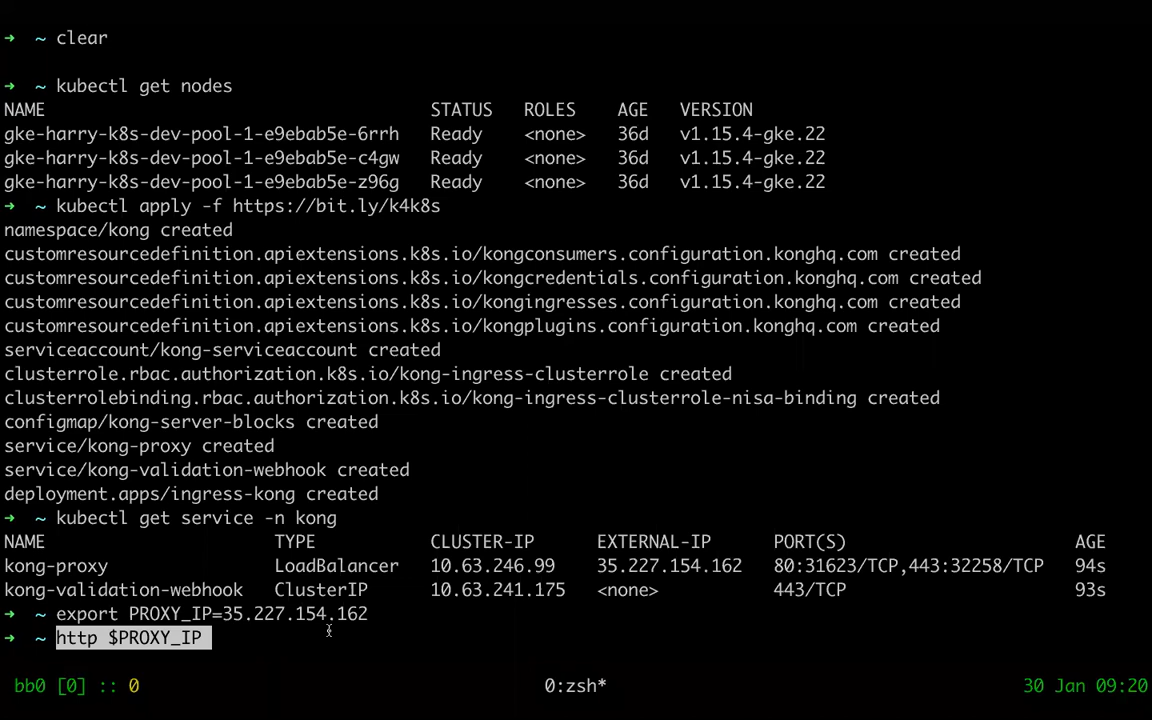 ➜ ~ clear
➜ ~ kubectl get nodes
NAME STATUS ROLES AGE VERSION
gke-harry-k8s-dev-pool-1-e9ebab5e-6rrh Ready <none> 36d v1.15.4-gke.22
gke-harry-k8s-dev-pool-1-e9ebab5e-c4gw Ready <none> 36d v1.15.4-gke.22
gke-harry-k8s-dev-pool-1-e9ebab5e-z96g Ready <none> 36d v1.15.4-gke.22
➜ ~ kubectl apply -f https://bit.ly/k4k8s
namespace/kong created
customresourcedefinition.apiextensions.k8s.io/kongconsumers.configuration.konghq.com created
customresourcedefinition.apiextensions.k8s.io/kongcredentials.configuration.konghq.com created
customresourcedefinition.apiextensions.k8s.io/kongingresses.configuration.konghq.com created
customresourcedefinition.apiextensions.k8s.io/kongplugins.configuration.konghq.com created
serviceaccount/kong-serviceaccount created
clusterrole.rbac.authorization.k8s.io/kong-ingress-clusterrole created
clusterrolebinding.rbac.authorization.k8s.io/kong-ingress-clusterrole-nisa-binding created
configmap/kong-server-blocks created
service/kong-proxy created
service/kong-validation-webhook created
deployment.apps/ingress-kong created
➜ ~ kubectl get service -n kong
NAME TYPE CLUSTER-IP EXTERNAL-IP PORT(S) AGE
kong-proxy LoadBalancer 10.63.246.99 35.227.154.162 80:31623/TCP,443:32258/TCP 94s
kong-validation-webhook ClusterIP 10.63.241.175 <none> 443/TCP 93s
➜ ~ export PROXY_IP=35.227.154.162
➜ ~ http $PROXY_IP
bb0 [0] :: 0 0:zsh* 30 Jan 09:20